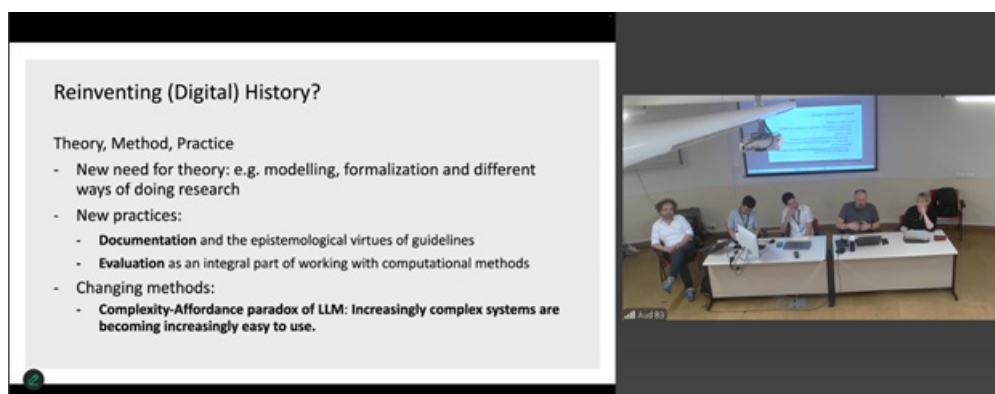 Reinventing (Digital) History?
Theory, Method, Practice
- New need for theory: e.g. modelling, formalization and different
ways of doing research
- New practices:
- Documentation and the epistemological virtues of guidelines
- Evaluation as an integral part of working with computational methods
- Changing methods:
- Complexity-Affordance paradox of LLM: Increasingly complex systems are
becoming increasingly easy to use.
Aud B3